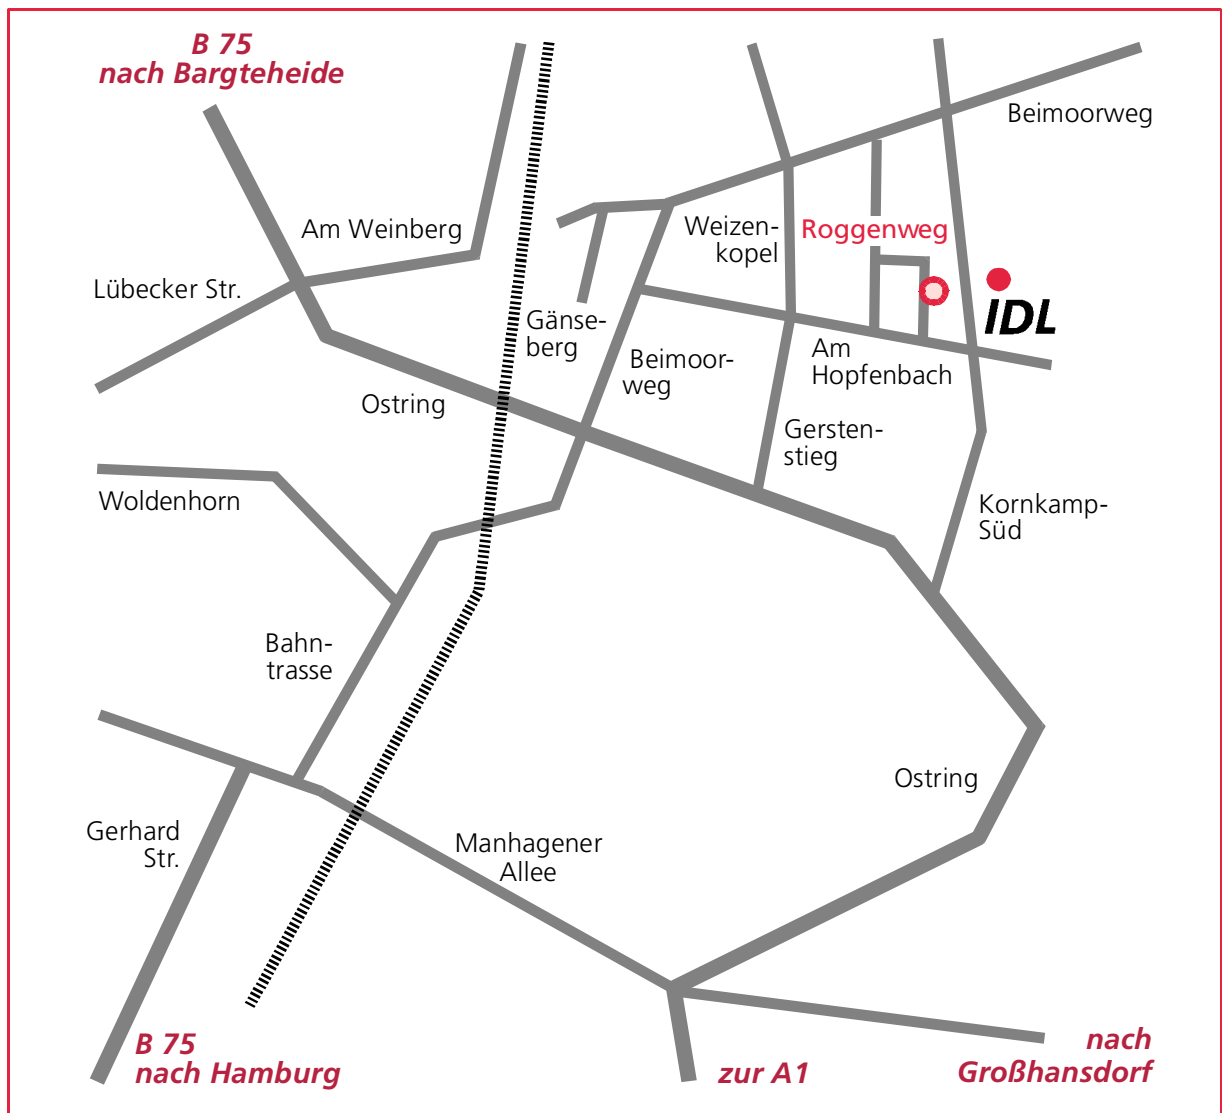 B 75
nach Bargteheide
Beimoorweg
Am Weinberg
Weizen-
kopel
Roggenweg
Lübecker Str.
IDL
Gänse-
berg
Beimoor-
weg
Am
Hopfenbach
Ostring
Gersten-
stieg
Woldenhorn
Kornkamp-
Süd
Bahn-
trasse
Ostring
Gerhard
Str.
Manhagener
Allee
B 75
nach Hamburg
zur A1
nach
Großhansdorf